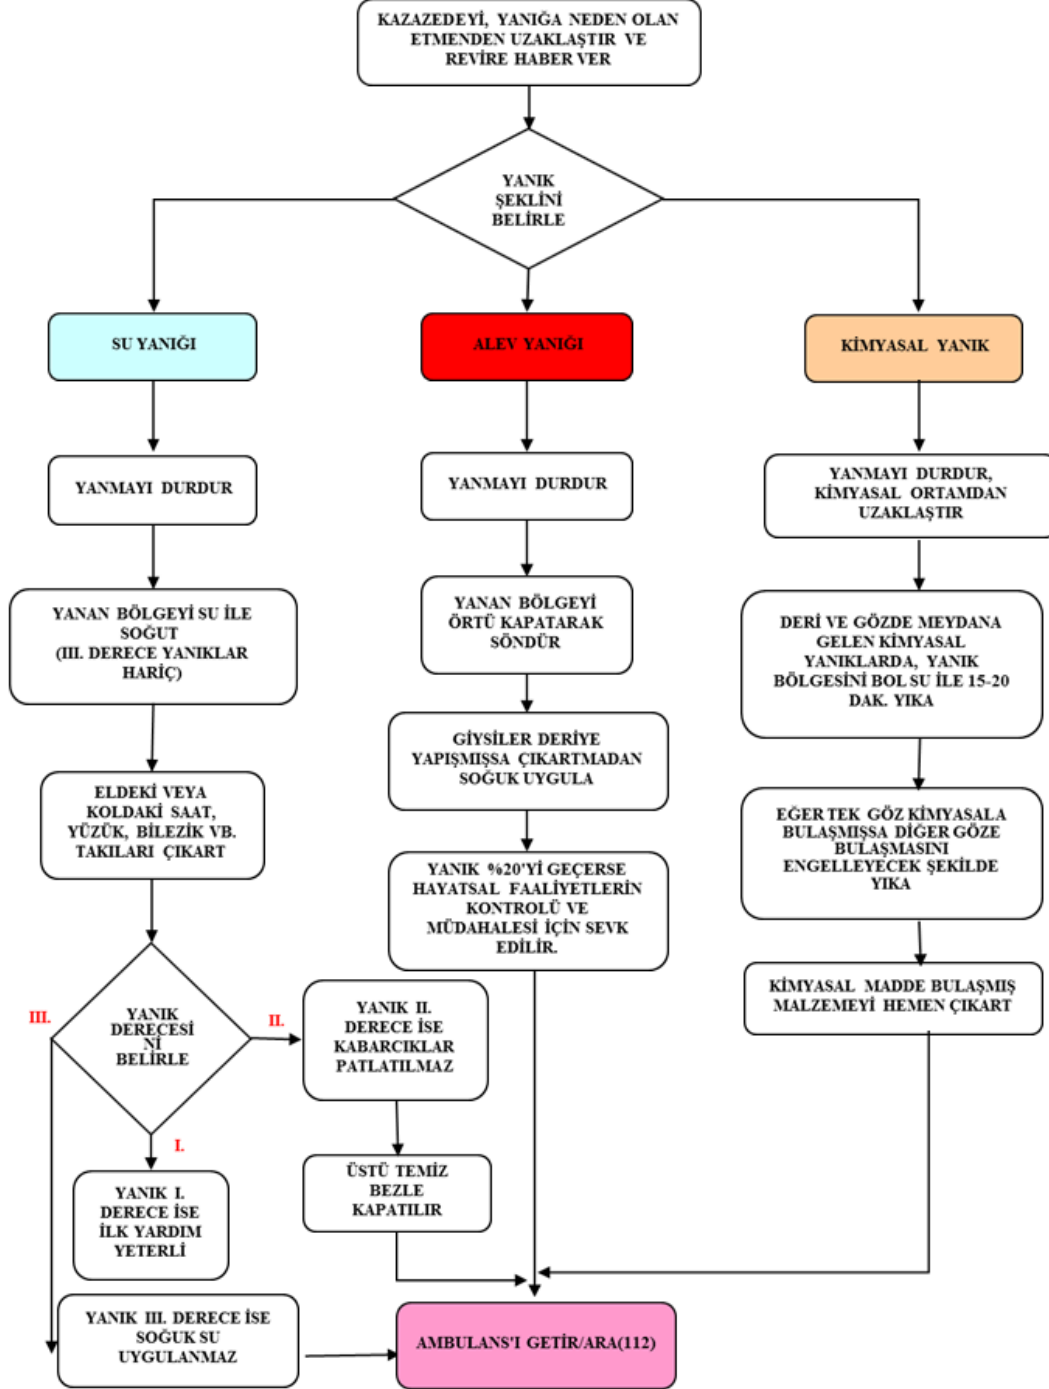 KAZAZEDEYİ, YANIĞA NEDEN OLAN
ETMENDEN UZAKLAŞTIR VE
REVİRE HABER VER
YANIK
ŞEKLİNİ
BELİRLE
SU YANIĞI
ALEV YANIĞI
KİMYASAL YANIK
YANMAYI DURDUR
YANMAYI DURDUR
YANMAYI DURDUR,
KİMYASAL ORTAMDAN
UZAKLAŞTIR
YANAN BÖLGEYİ SU İLE
SOĞUT
(III. DERECE YANIKLAR
HARİÇ)
YANAN BÖLGEYİ
ÖRTÜ KAPATARAK
SÖNDÜR
DERİ VE GÖZDE MEYDANA
GELEN KİMYASAL
YANIKLARDA, YANIK
BÖLGESİNİ BOL SU İLE 15-20
DAK. YIKA
GİYSİLER DERİYE
YAPIŞMIŞSA ÇIKARTMADAN
SOĞUK UYGULA
ELDEKİ VEYA
KOLDAKİ SAAT,
YÜZÜK, BİLEZİK VB.
TAKILARI ÇIKART
EĞER TEK GÖZ KİMYASALA
BULAŞMIŞSA DİĞER GÖZE
BULAŞMASINI
ENGELLEYECEK ŞEKİLDE
YIKA
YANIK %20'Yİ GEÇERSE
HAYATSAL FAALİYETLERİN
KONTROLÜ VE
MÜDAHALESİ İÇİN SEVK
EDİLİR.
KİMYASAL MADDE BULAŞMIŞ
MALZEMEYİ HEMEN ÇIKART
III.
YANIK
DERECESİ
Nİ
BELİRLE
II.
YANIK II.
DERECE İSE
KABARCIKLAR
PATLATILMAZ
I.
YANIK I.
DERECE İSE
İLK YARDIM
YETERLİ
ÜSTÜ TEMİZ
BEZLE
KAPATILIR
YANIK III. DERECE İSE
SOĞUK SU
UYGULANMAZ
AMBULANS'I GETİR/ARA(112)